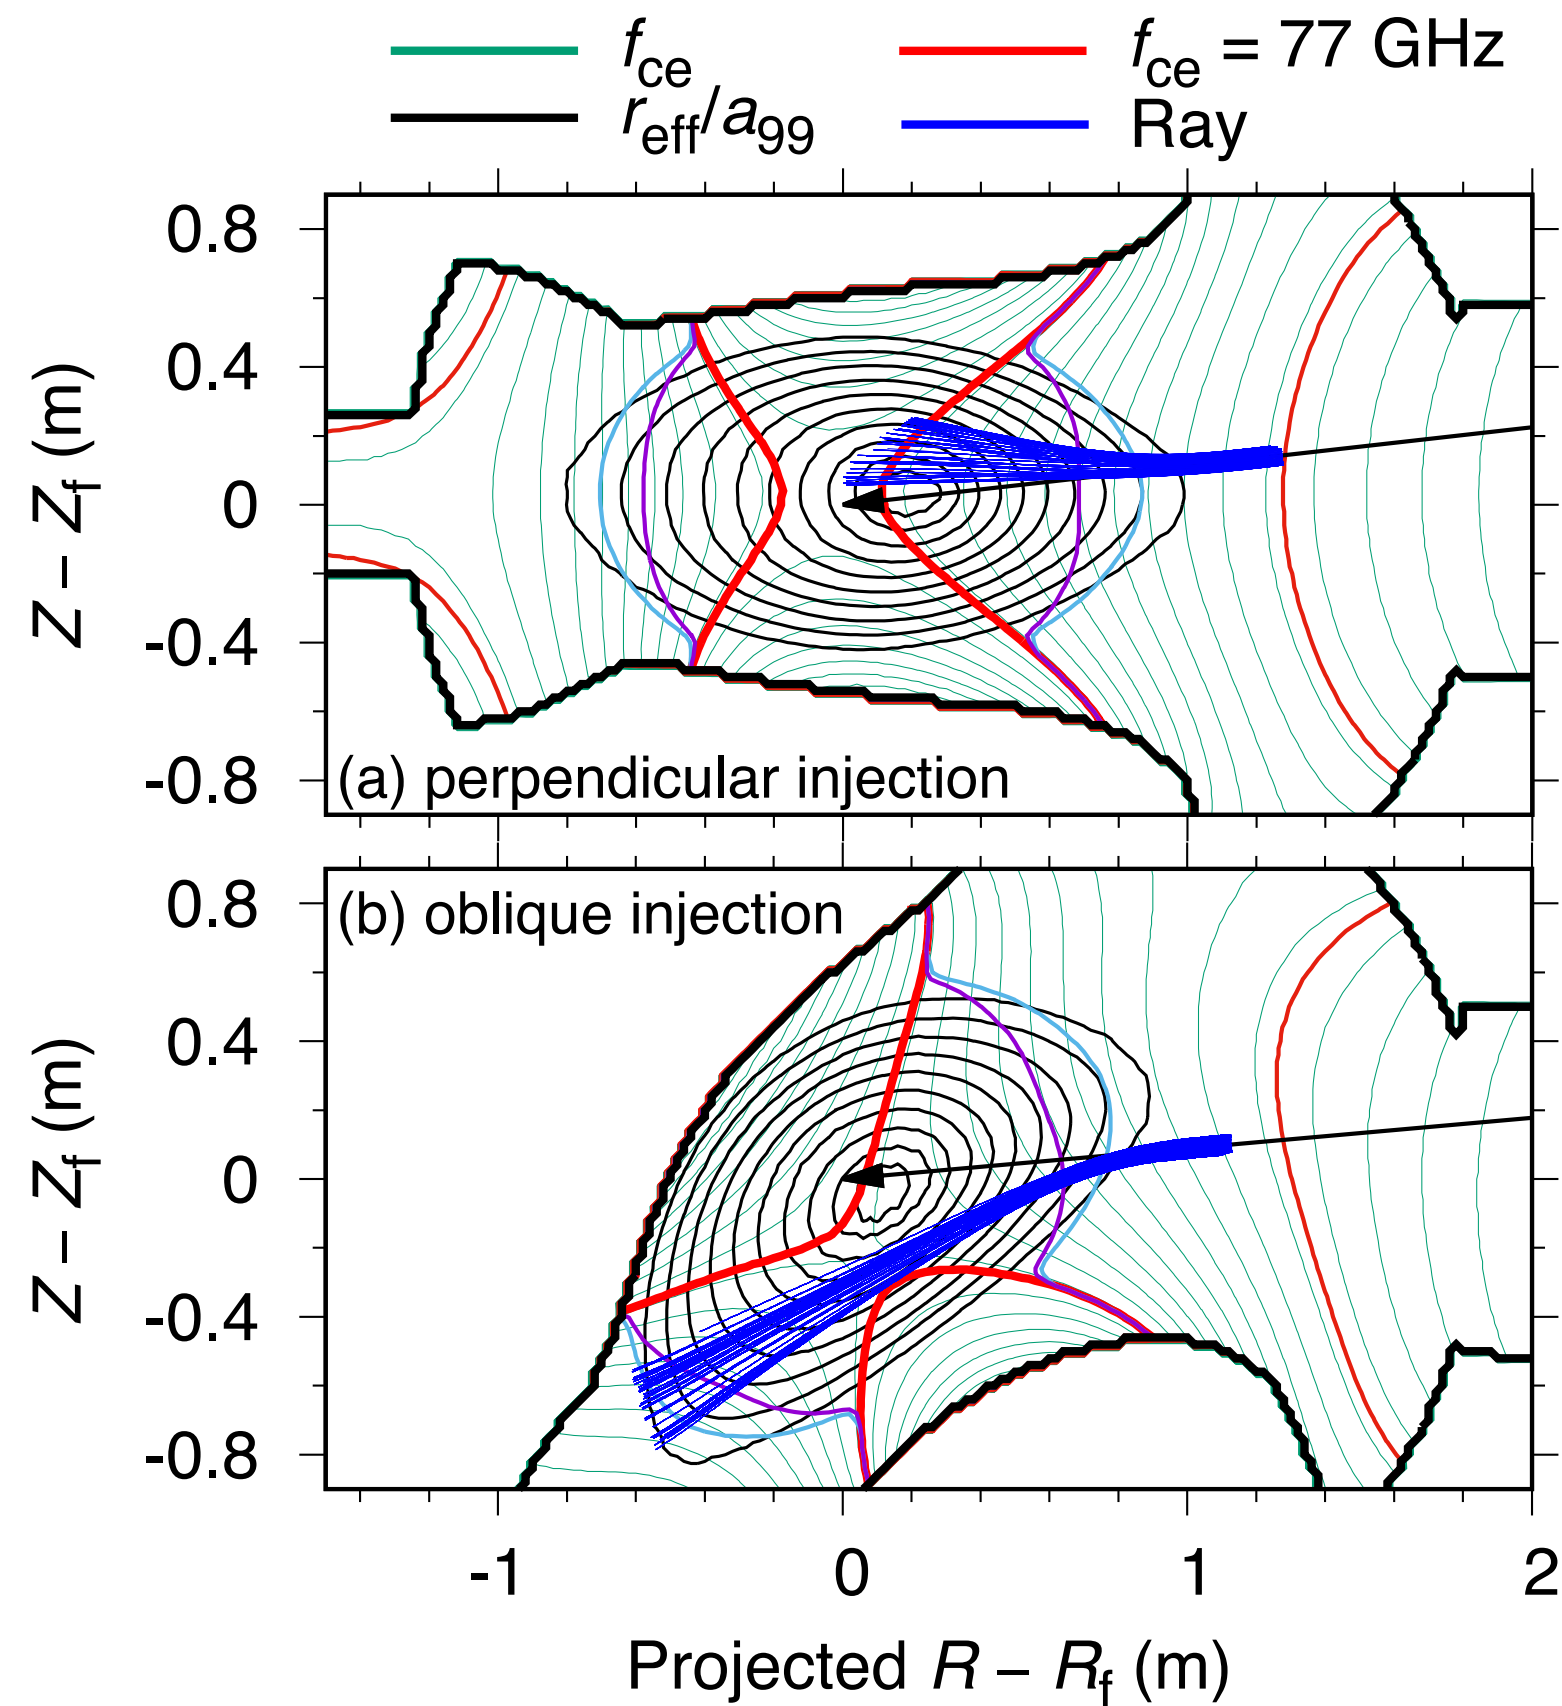 f_ce f_ce = 77 GHz
r_eff/a_99 Ray
0.8
0.4
0
-0.4
-0.8
Z – Z_f (m)
(a) perpendicular injection
(b) oblique injection
0.8
0.4
0
-0.4
-0.8
Z – Z_f (m)
-1 0 1 2
Projected R – R_f (m)